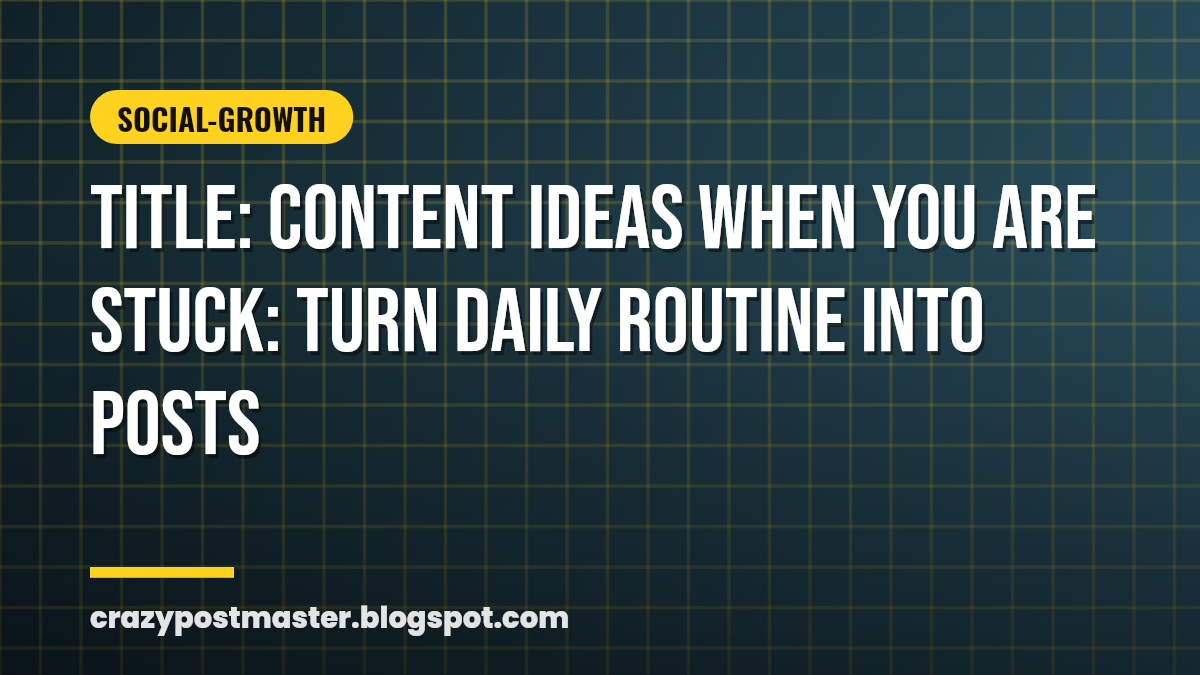 SOCIAL-GROWTH
TITLE: CONTENT IDEAS WHEN YOU ARE
STUCK: TURN DAILY ROUTINE INTO
POSTS
crazypostmaster.blogspot.com